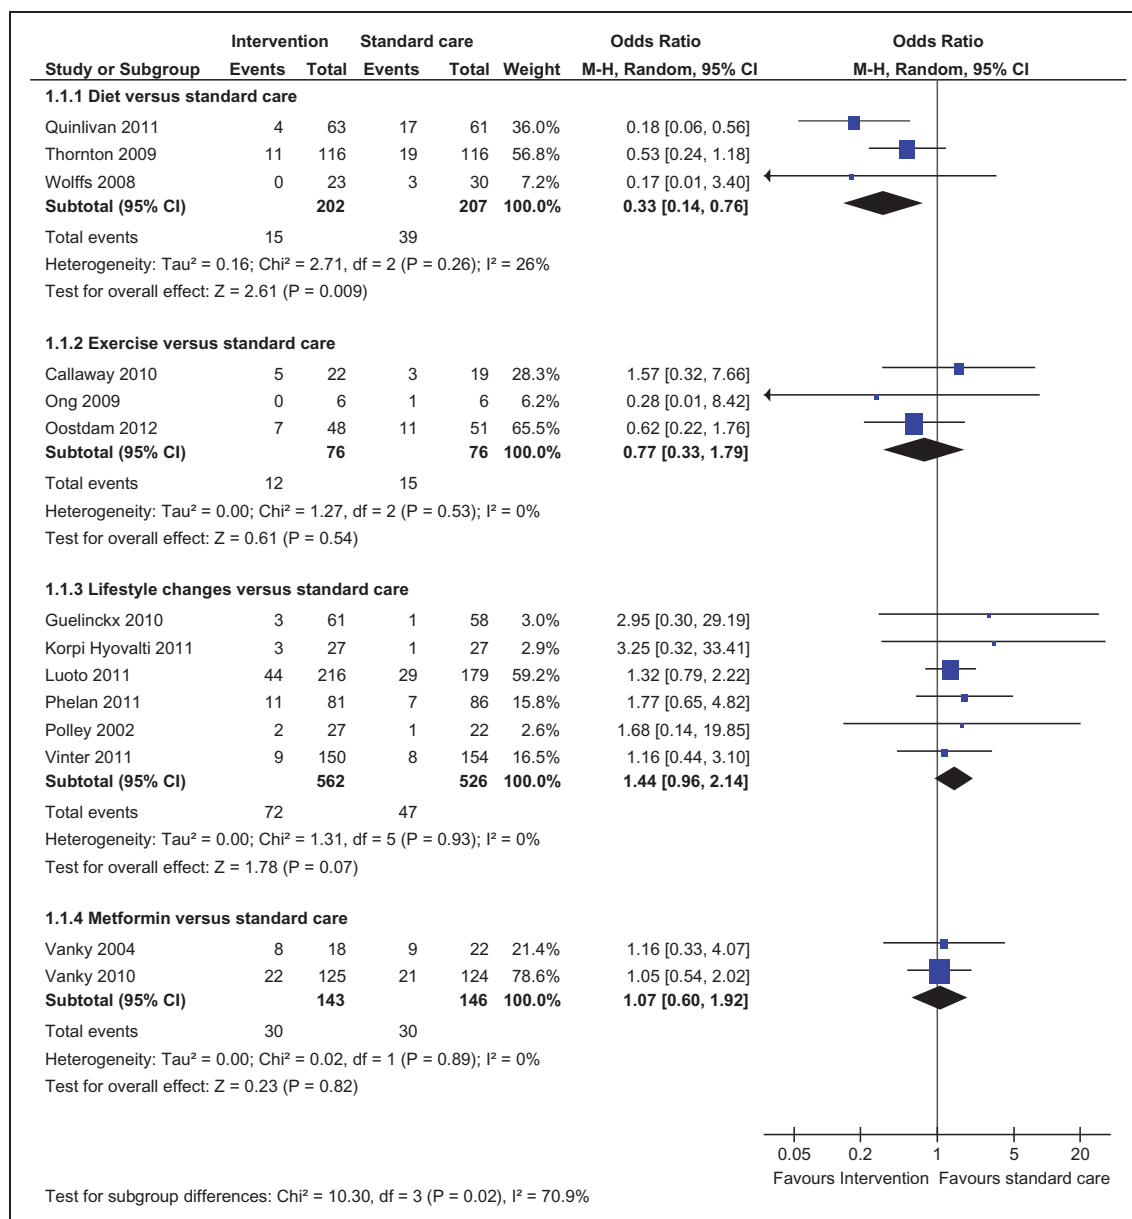 Intervention Standard care Odds Ratio Odds Ratio
Study or Subgroup Events Total Events Total Weight M-H, Random, 95% CI M-H, Random, 95% CI
1.1.1 Diet versus standard care
Quinlivan 2011 4 63 17 61 36.0% 0.18 [0.06, 0.56]
Thornton 2009 11 116 19 116 56.8% 0.53 [0.24, 1.18]
Wolffs 2008 0 23 3 30 7.2% 0.17 [0.01, 3.40]
Subtotal (95% CI) 202 207 100.0% 0.33 [0.14, 0.76]
Total events 15 39
Heterogeneity: Tau² = 0.16; Chi² = 2.71, df = 2 (P = 0.26); I² = 26%
Test for overall effect: Z = 2.61 (P = 0.009)
1.1.2 Exercise versus standard care
Callaway 2010 5 22 3 19 28.3% 1.57 [0.32, 7.66]
Ong 2009 0 6 1 6 6.2% 0.28 [0.01, 8.42]
Oostdam 2012 7 48 11 51 65.5% 0.62 [0.22, 1.76]
Subtotal (95% CI) 76 76 100.0% 0.77 [0.33, 1.79]
Total events 12 15
Heterogeneity: Tau² = 0.00; Chi² = 1.27, df = 2 (P = 0.53); I² = 0%
Test for overall effect: Z = 0.61 (P = 0.54)
1.1.3 Lifestyle changes versus standard care
Guelinckx 2010 3 61 1 58 3.0% 2.95 [0.30, 29.19]
Korpi Hyovalti 2011 3 27 1 27 2.9% 3.25 [0.32, 33.41]
Luoto 2011 44 216 29 179 59.2% 1.32 [0.79, 2.22]
Phelan 2011 11 81 7 86 15.8% 1.77 [0.65, 4.82]
Polley 2002 2 27 1 22 2.6% 1.68 [0.14, 19.85]
Vinter 2011 9 150 8 154 16.5% 1.16 [0.44, 3.10]
Subtotal (95% CI) 562 526 100.0% 1.44 [0.96, 2.14]
Total events 72 47
Heterogeneity: Tau² = 0.00; Chi² = 1.31, df = 5 (P = 0.93); I² = 0%
Test for overall effect: Z = 1.78 (P = 0.07)
1.1.4 Metformin versus standard care
Vanky 2004 8 18 9 22 21.4% 1.16 [0.33, 4.07]
Vanky 2010 22 125 21 124 78.6% 1.05 [0.54, 2.02]
Subtotal (95% CI) 143 146 100.0% 1.07 [0.60, 1.92]
Total events 30 30
Heterogeneity: Tau² = 0.00; Chi² = 0.02, df = 1 (P = 0.89); I² = 0%
Test for overall effect: Z = 0.23 (P = 0.82)
0.05 0.2 1 5 20
Favours Intervention Favours standard care
Test for subgroup differences: Chi² = 10.30, df = 3 (P = 0.02), I² = 70.9%